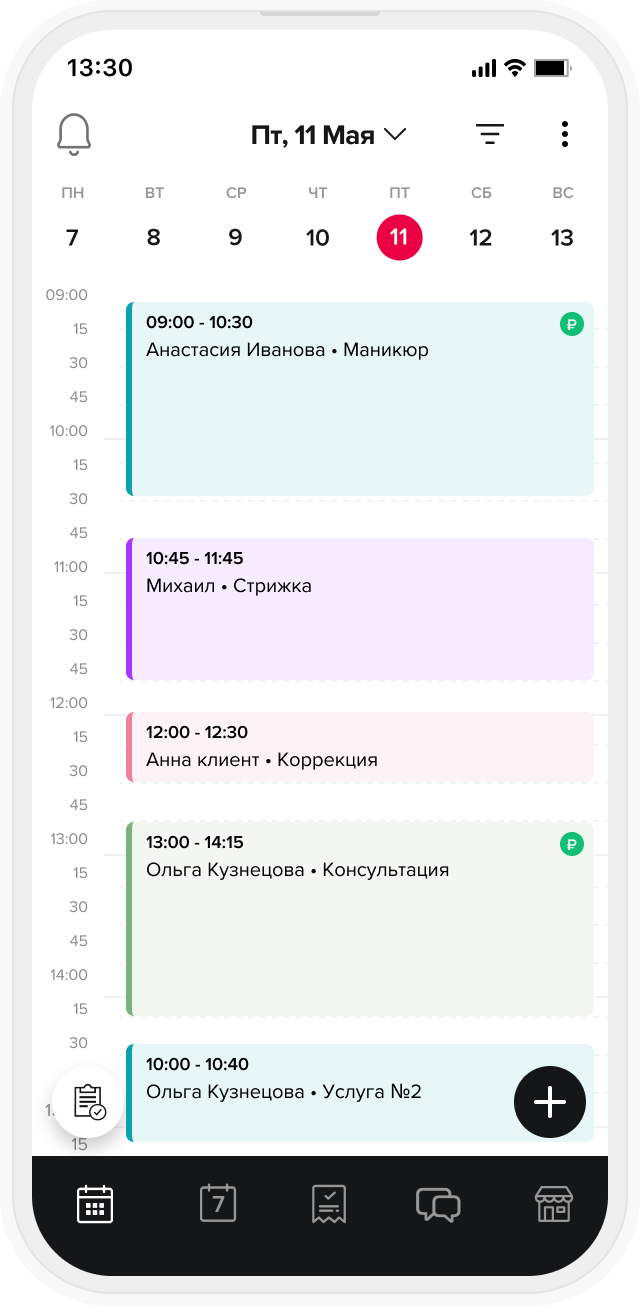 13:30
Пт, 11 Мая
ПН ВТ СР ЧТ ПТ СБ ВС
7 8 9 10 11 12 13
09:00
09:00 - 10:30 ₽
15
Анастасия Иванова • Маникюр
30
45
10:00
15
30
45
10:45 - 11:45
11:00
Михаил • Стрижка
15
30
45
12:00
12:00 - 12:30
15
Анна клиент • Коррекция
30
45
13:00
13:00 - 14:15 ₽
15
Ольга Кузнецова • Консультация
30
45
14:00
15
30
10:00 - 10:40
Ольга Кузнецова • Услуга №2
15
7